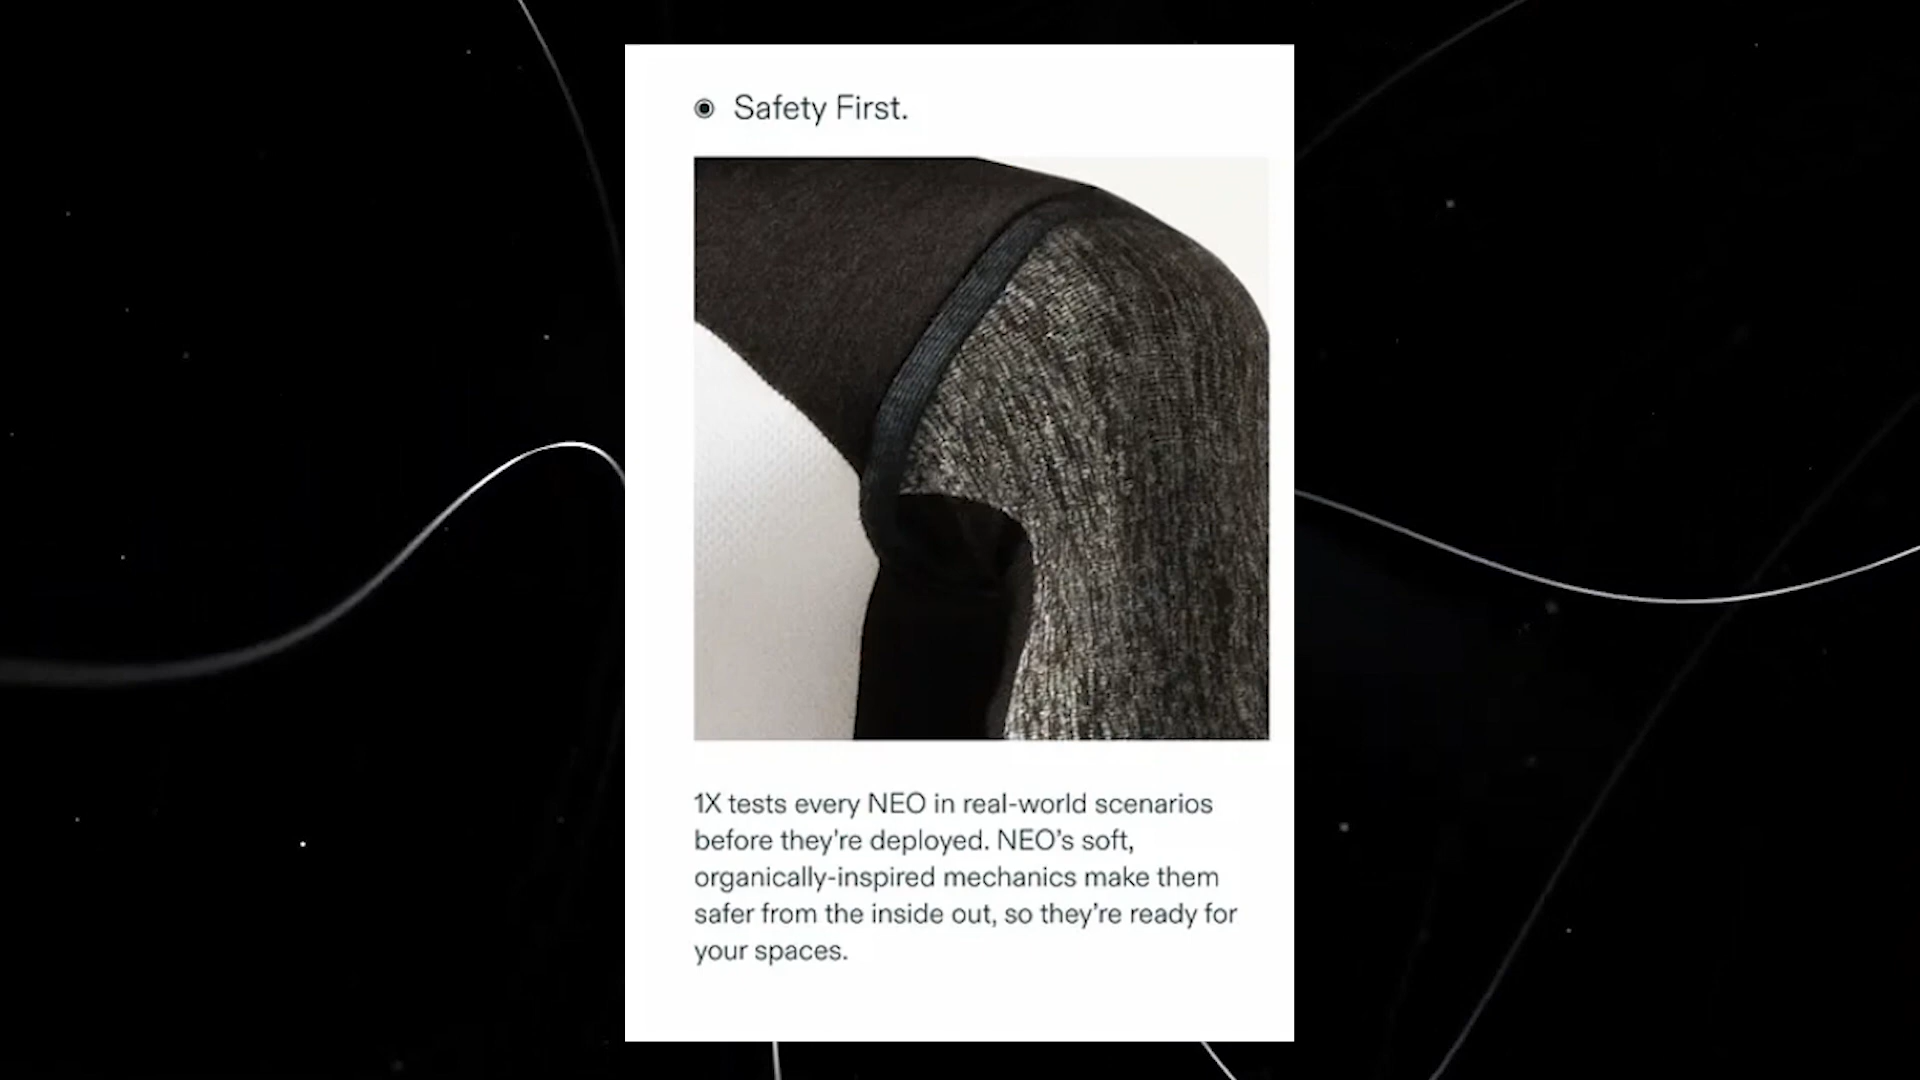 Safety First.
1X tests every NEO in real-world scenarios
before they're deployed. NEO's soft,
organically-inspired mechanics make them
safer from the inside out, so they're ready for
your spaces.